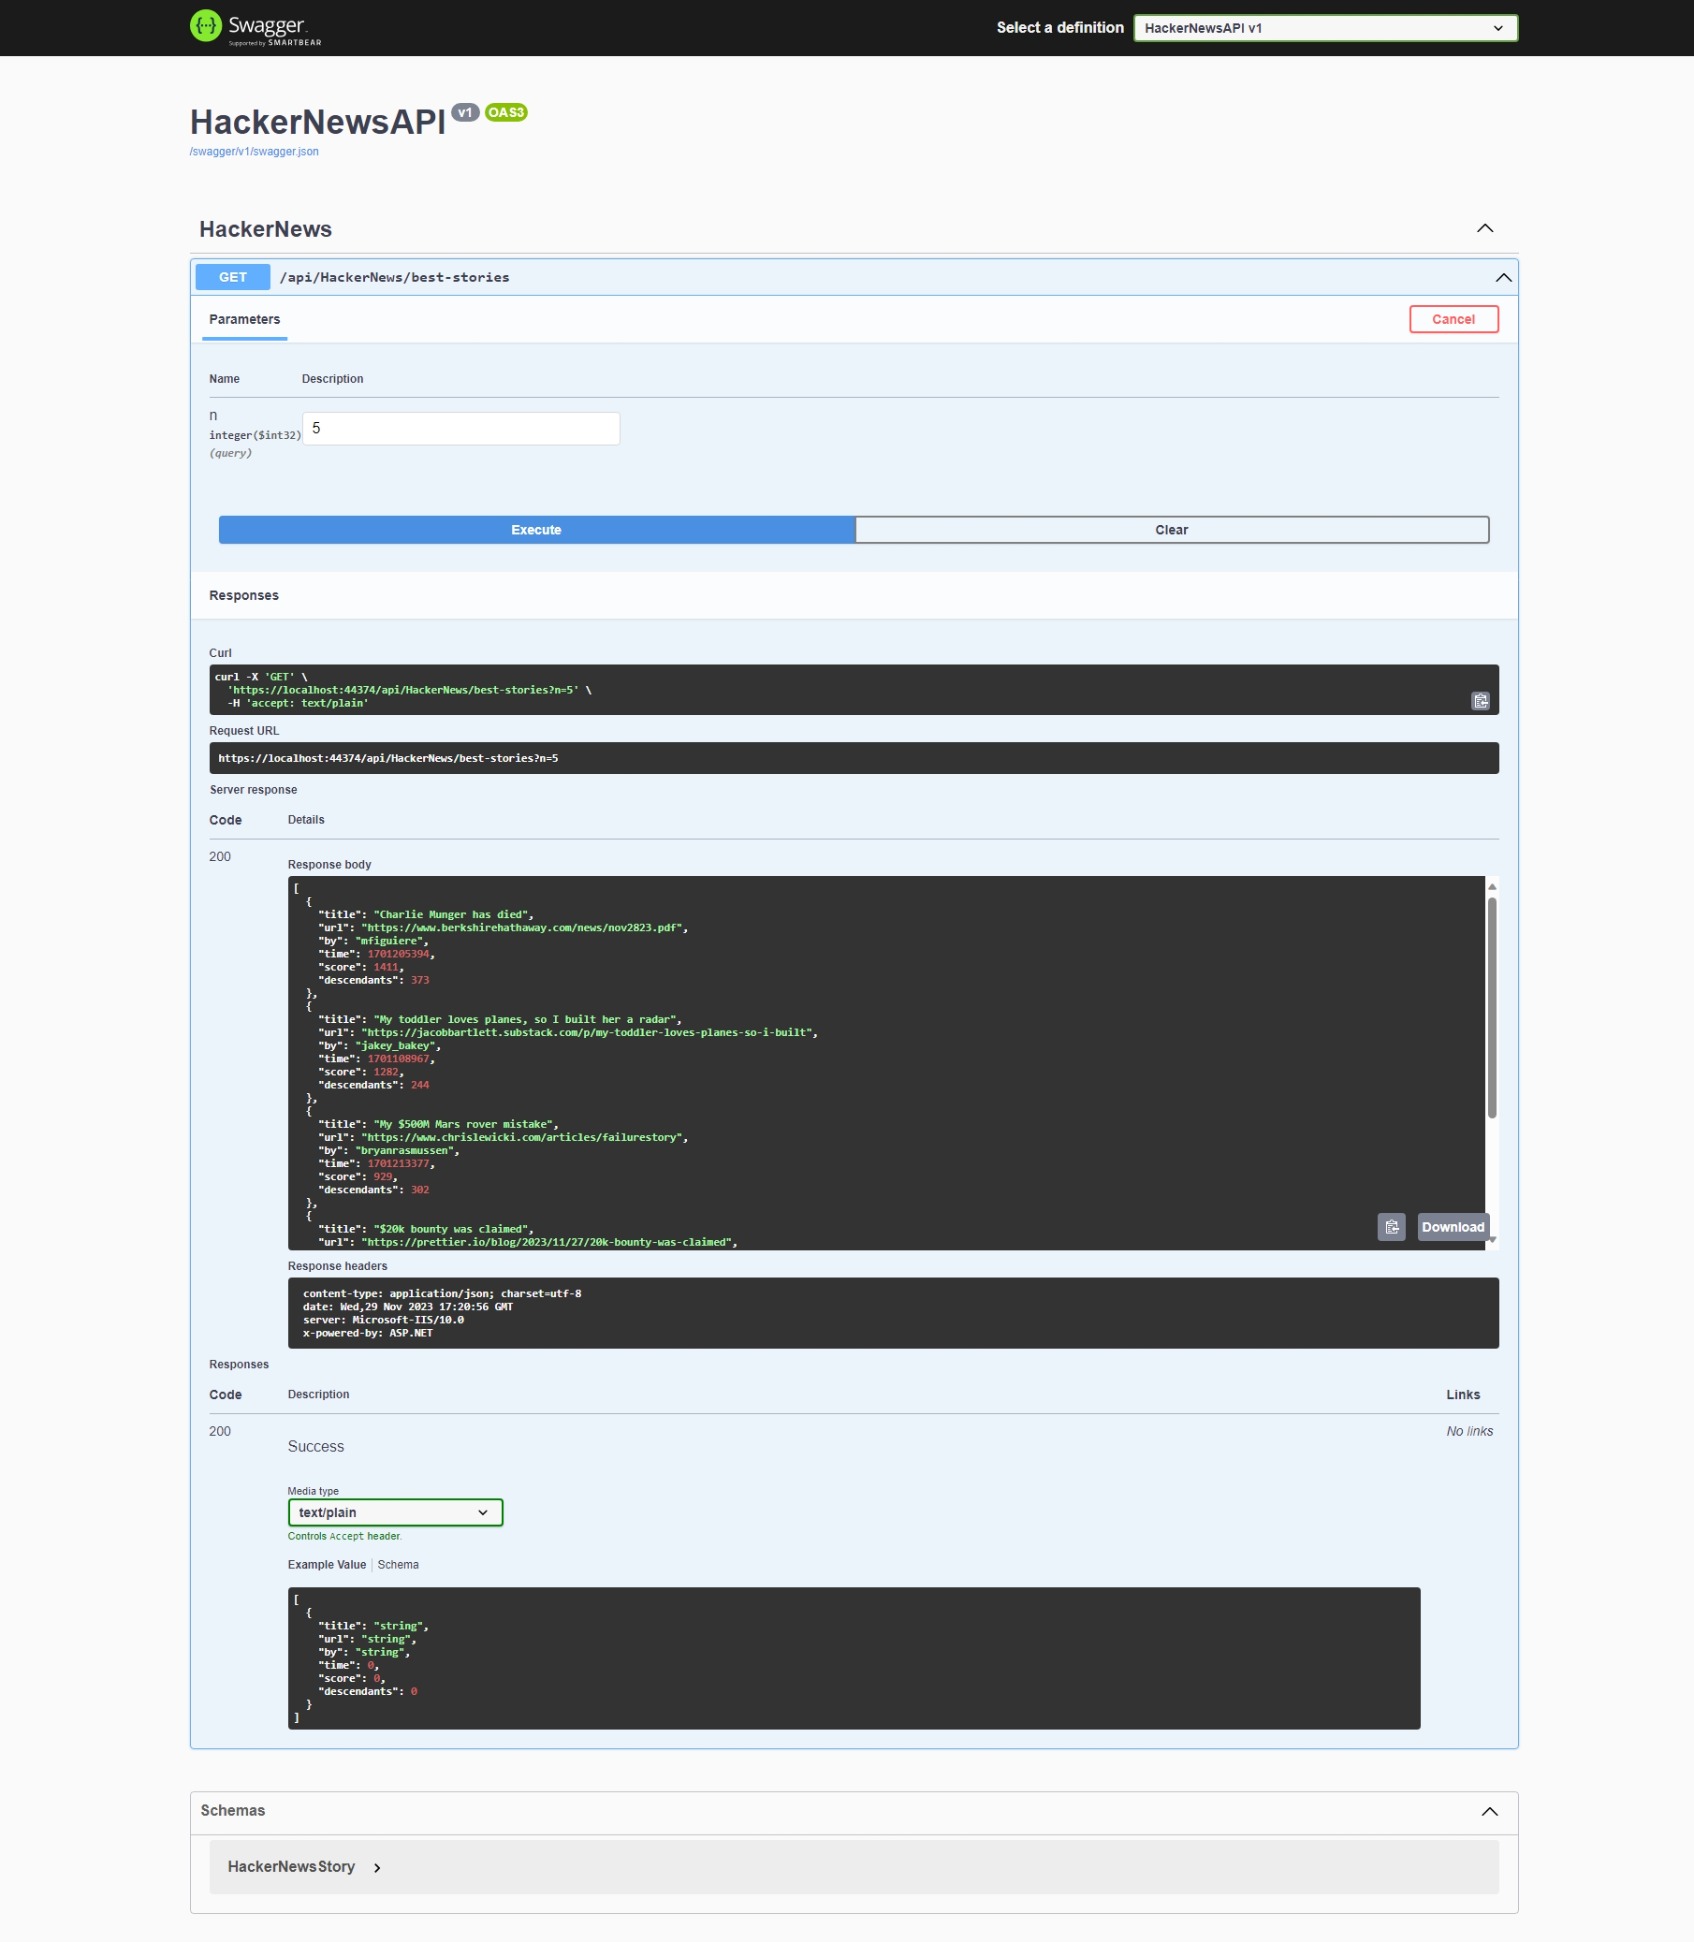 Swagger.
Supported by SMARTBEAR
Select a definition
HackerNewsAPI v1
HackerNewsAPI v1 OAS3
/swagger/v1/swagger.json
HackerNews
GET /api/HackerNews/best-stories
Parameters
Cancel
Name Description
n
integer($int32)
(query)
5
Execute
Clear
Responses
Curl
curl -X 'GET' \
'https://localhost:44374/api/HackerNews/best-stories?n=5' \
-H 'accept: text/plain'
Request URL
https://localhost:44374/api/HackerNews/best-stories?n=5
Server response
Code Details
200
Response body
[
{
"title": "Charlie Munger has died",
"url": "https://www.berkshirehathaway.com/news/nov2823.pdf",
"by": "mfiguiere",
"time": 1701205394,
"score": 1411,
"descendants": 373
},
{
"title": "My toddler loves planes, so I built her a radar",
"url": "https://jacobbartlett.substack.com/p/my-toddler-loves-planes-so-i-built",
"by": "jakey_bakey",
"time": 1701108967,
"score": 1282,
"descendants": 244
},
{
"title": "My $500M Mars rover mistake",
"url": "https://www.chrislewicki.com/articles/failurestory",
"by": "bryanrasmussen",
"time": 1701213377,
"score": 929,
"descendants": 302
},
{
"title": "$20k bounty was claimed",
"url": "https://prettier.io/blog/2023/11/27/20k-bounty-was-claimed",
Download
Response headers
content-type: application/json; charset=utf-8
date: Wed,29 Nov 2023 17:20:56 GMT
server: Microsoft-IIS/10.0
x-powered-by: ASP.NET
Responses
Code Description Links
200 No links
Success
Media type
text/plain
Controls Accept header.
Example Value Schema
[
{
"title": "string",
"url": "string",
"by": "string",
"time": 0,
"score": 0,
"descendants": 0
}
]
Schemas
HackerNewsStory